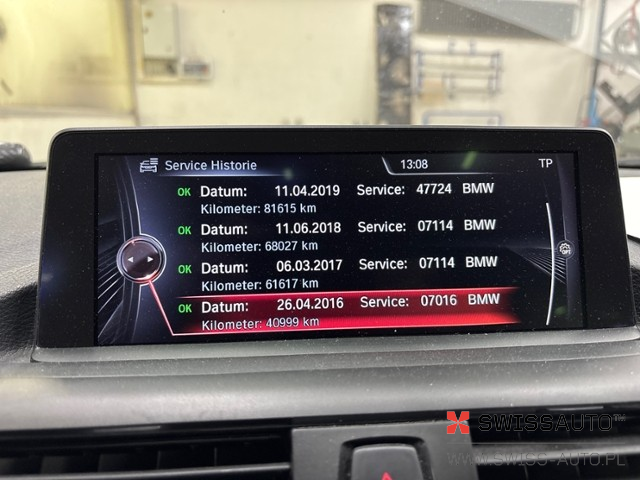 Service Historie 13:08 TP
OK Datum: 11.04.2019 Service: 47724 BMW
Kilometer: 81615 km
OK Datum: 11.06.2018 Service: 07114 BMW
Kilometer: 68027 km
OK Datum: 06.03.2017 Service: 07114 BMW
Kilometer: 61617 km
OK Datum: 26.04.2016 Service: 07016 BMW
Kilometer: 40999 km
SWISSAUTO™
WWW.SWISS-AUTO.PL